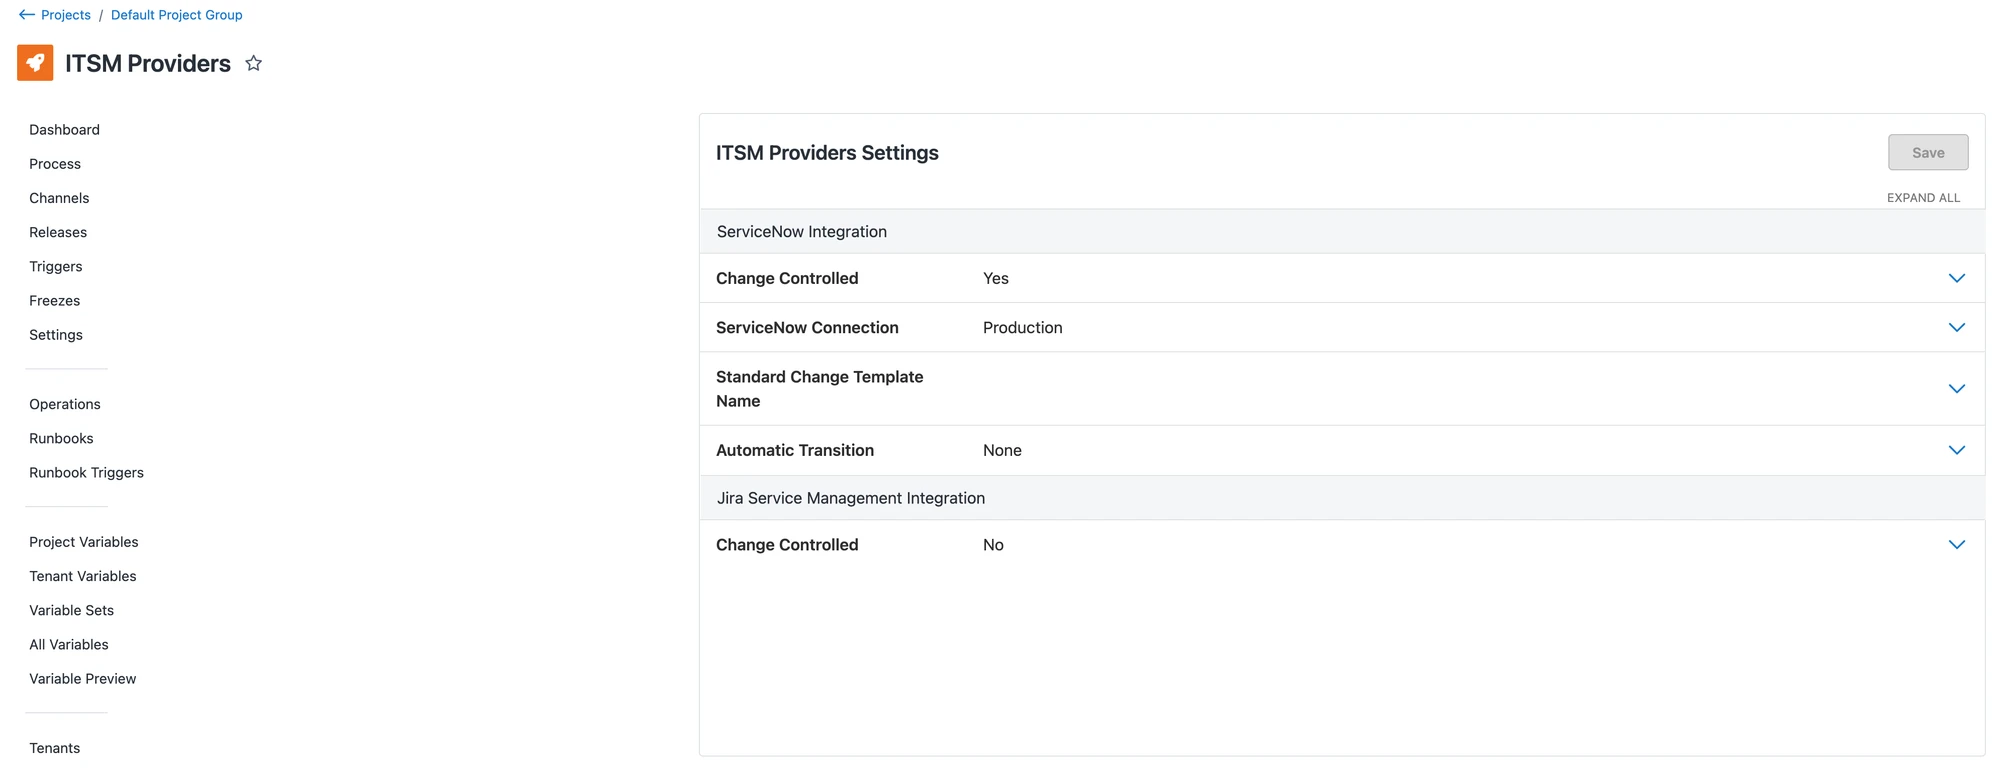 Projects / Default Project Group
ITSM Providers
Dashboard
Process
Channels
Releases
Triggers
Freezes
Settings
Operations
Runbooks
Runbook Triggers
Project Variables
Tenant Variables
Variable Sets
All Variables
Variable Preview
Tenants
ITSM Providers Settings
Save
EXPAND ALL
ServiceNow Integration
Change Controlled Yes
ServiceNow Connection Production
Standard Change Template
Name
Automatic Transition None
Jira Service Management Integration
Change Controlled No